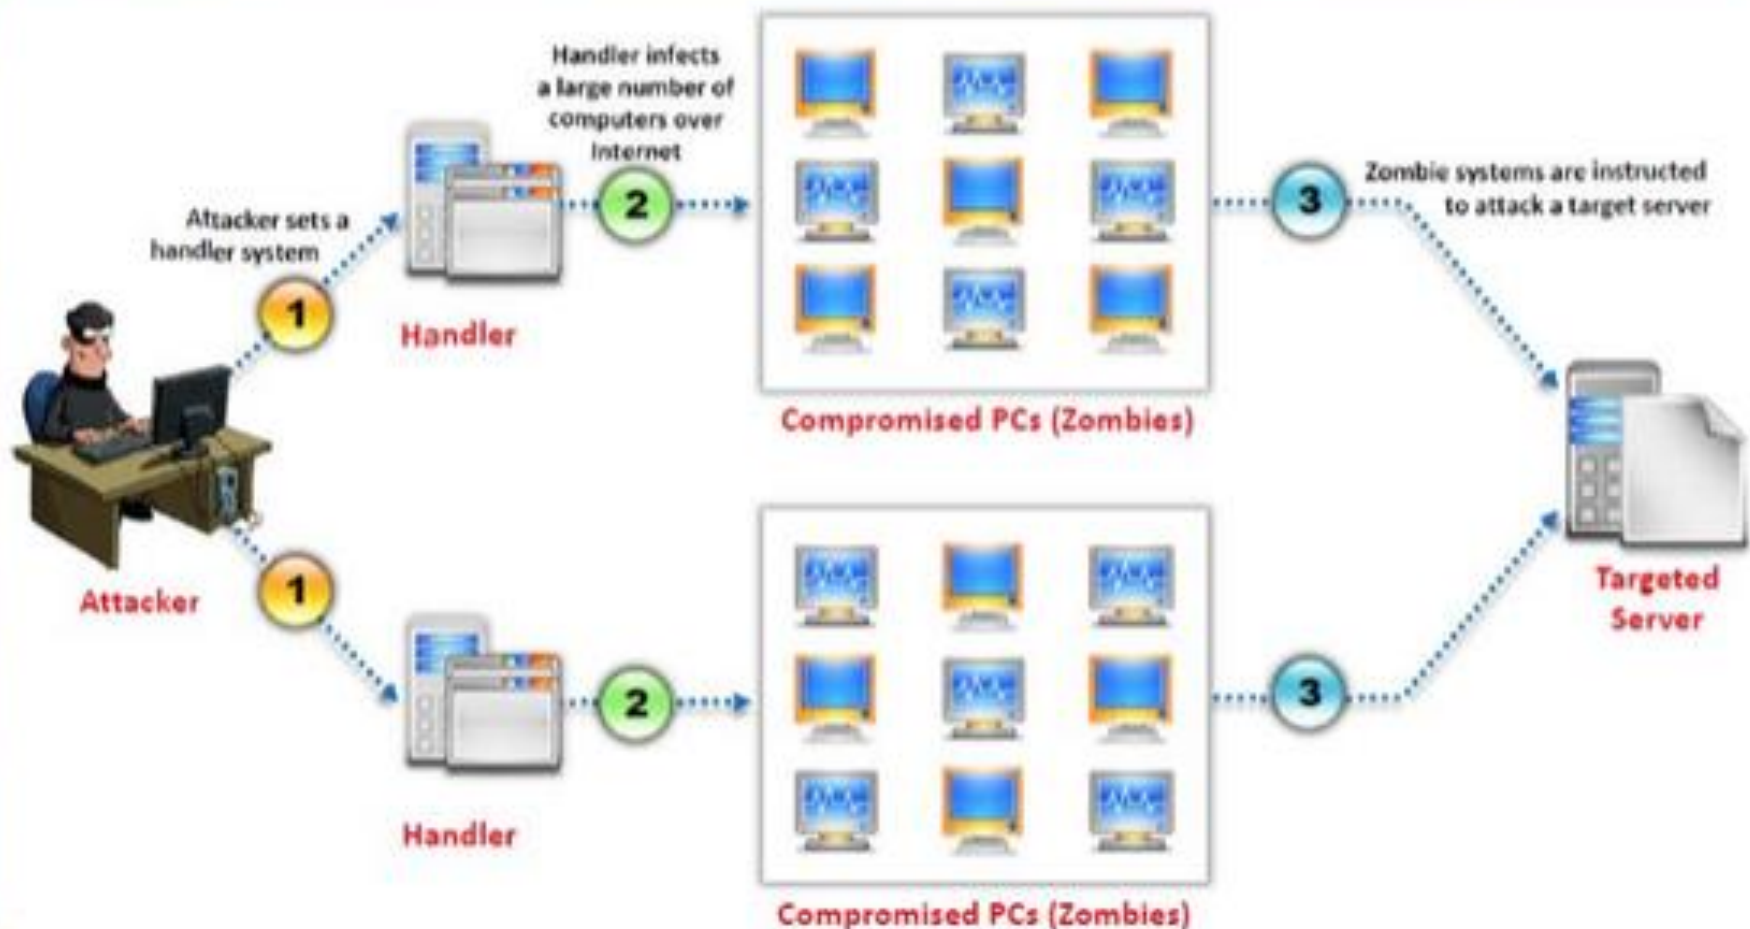 Handler infects
a large number of
computers over
Internet
2
3
Zombie systems are instructed
to attack a target server
Attacker sets a
handler system
1
Handler
Compromised PCs (Zombies)
Attacker
1
Targeted
Server
2
3
Handler
Compromised PCs (Zombies)